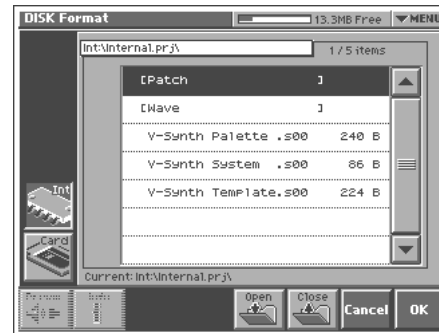 DISK Format 13.3MB Free ▼MENU
Int:\Internal.prj\ 1 / 5 items
[Patch ]
[Wave ]
V-Synth Palette .s00 240 B
V-Synth System .s00 86 B
V-Synth Template.s00 224 B
Int
Card
Current: Int:\Internal.prj\
Open Close Cancel OK